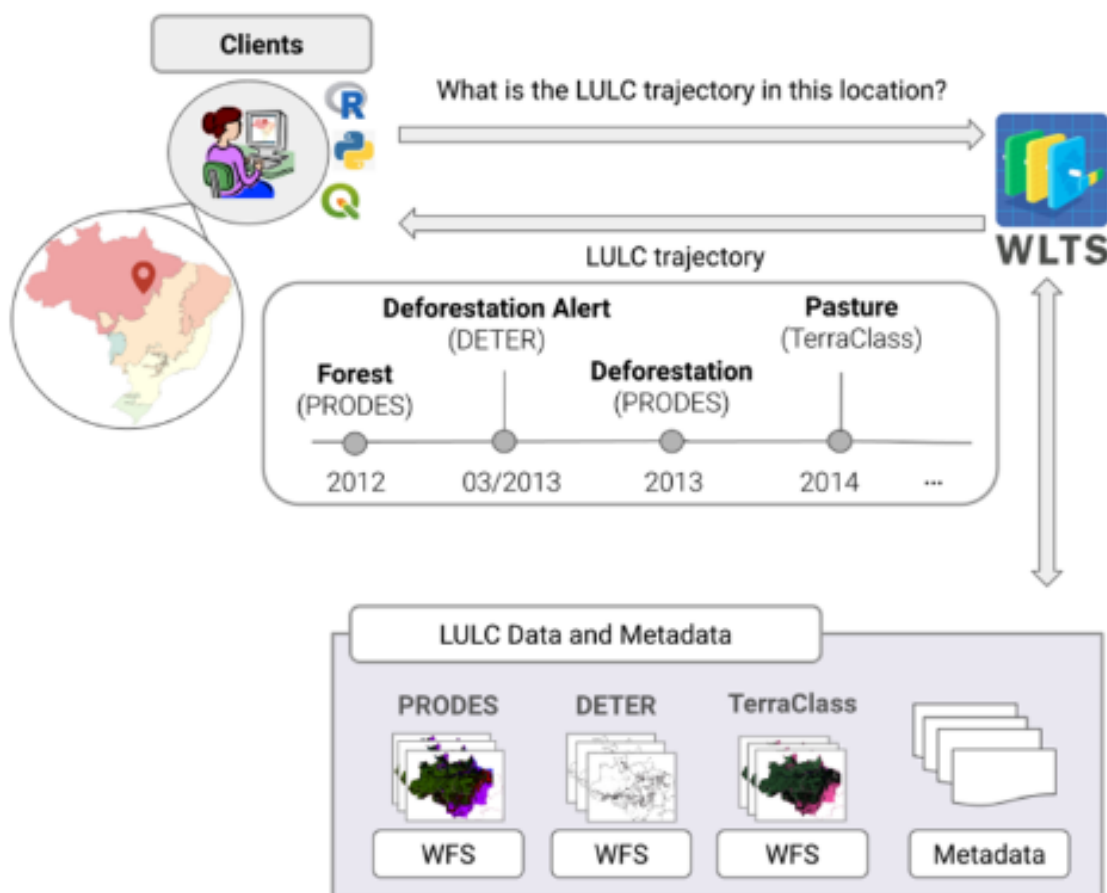 Clients
R
What is the LULC trajectory in this location?
WLTS
LULC trajectory
Deforestation Alert
(DETER)
Pasture
(TerraClass)
Forest
(PRODES)
Deforestation
(PRODES)
2012
03/2013
2013
2014
...
LULC Data and Metadada
PRODES
DETER
TerraClass
WFS
WFS
WFS
Metadata